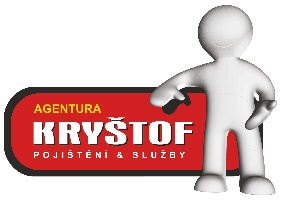 AGENTURA
KRYŠTOF
POJIŠTĚNÍ & SLUŽBY